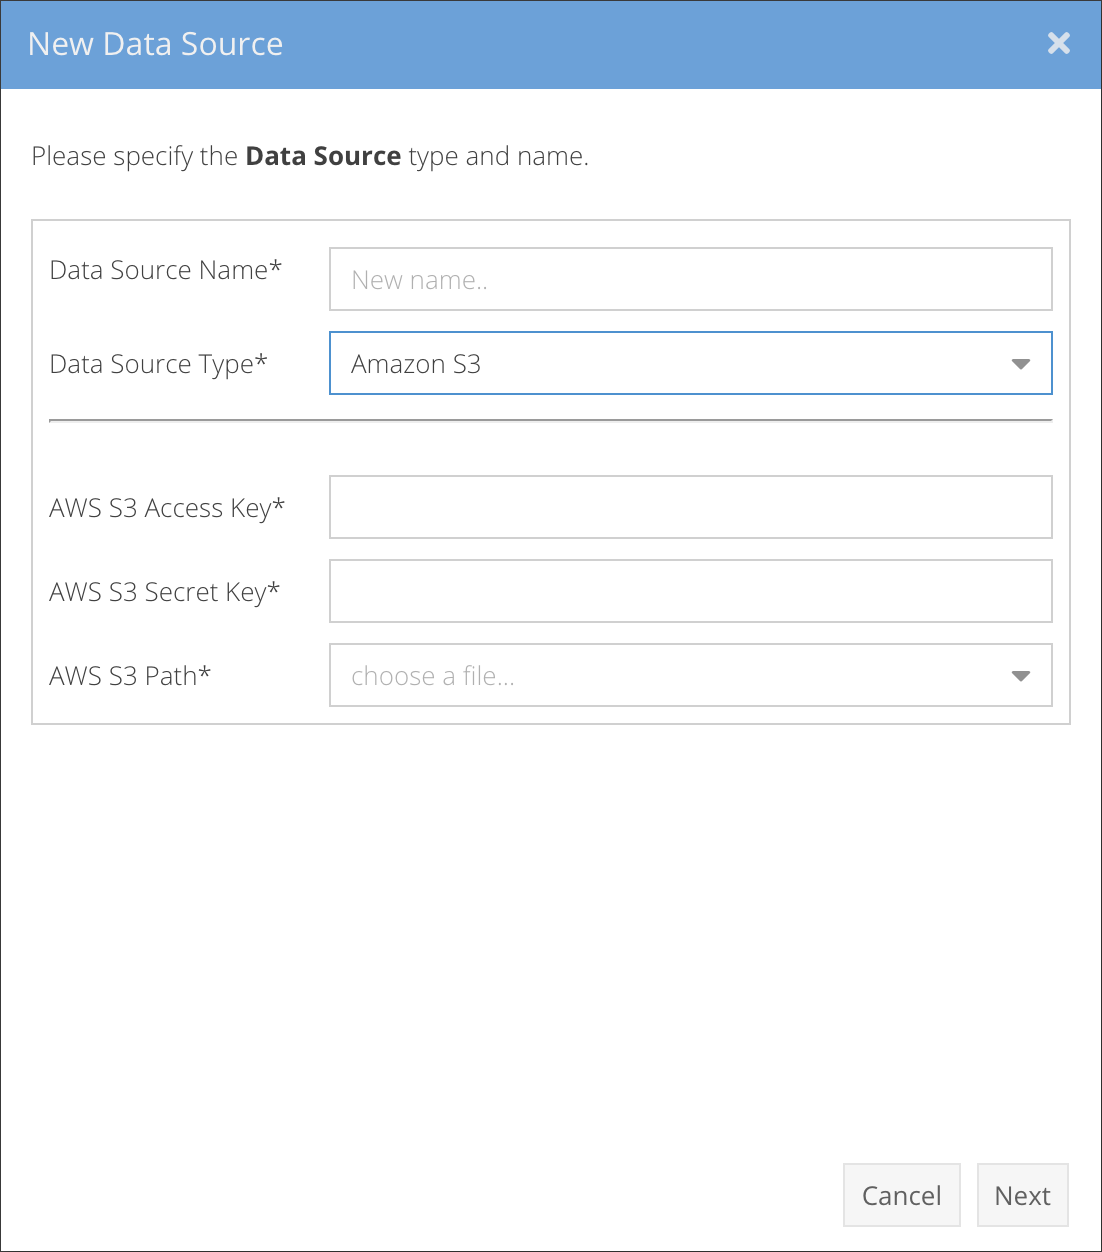 New Data Source
Please specify the Data Source type and name.
Data Source Name*
New name..
Data Source Type*
Amazon S3
AWS S3 Access Key*
AWS S3 Secret Key*
AWS S3 Path*
choose a file...
Cancel
Next